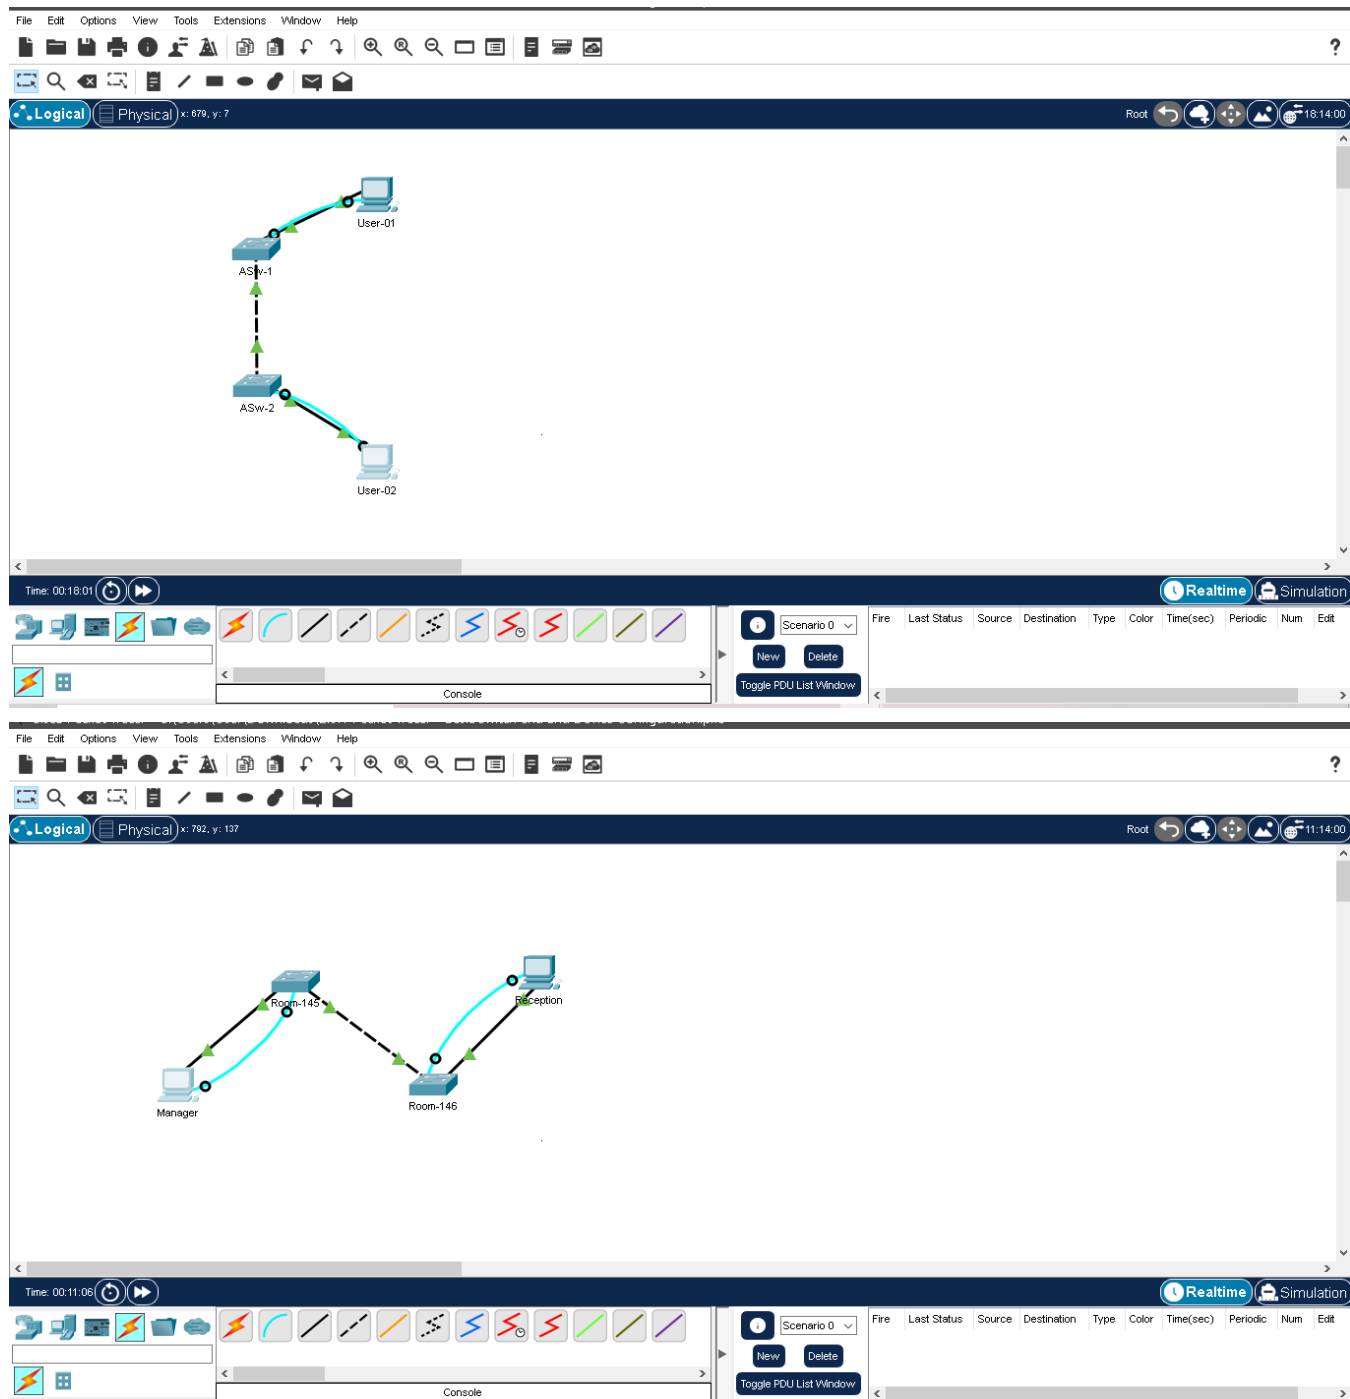 File Edit Options View Tools Extensions Window Help
?
Logical Physical x: 679, y: 7 Root 18:14:00
User-01
ASw-1
ASw-2
User-02
Time: 00:18:01 Realtime Simulation
Scenario 0 Fire Last Status Source Destination Type Color Time(sec) Periodic Num Edit
New Delete
Toggle PDU List Window
Console
File Edit Options View Tools Extensions Window Help
?
Logical Physical x: 792, y: 137 Root 11:14:00
Room-145 Reception
Manager Room-146
Time: 00:11:06 Realtime Simulation
Scenario 0 Fire Last Status Source Destination Type Color Time(sec) Periodic Num Edit
New Delete
Toggle PDU List Window
Console